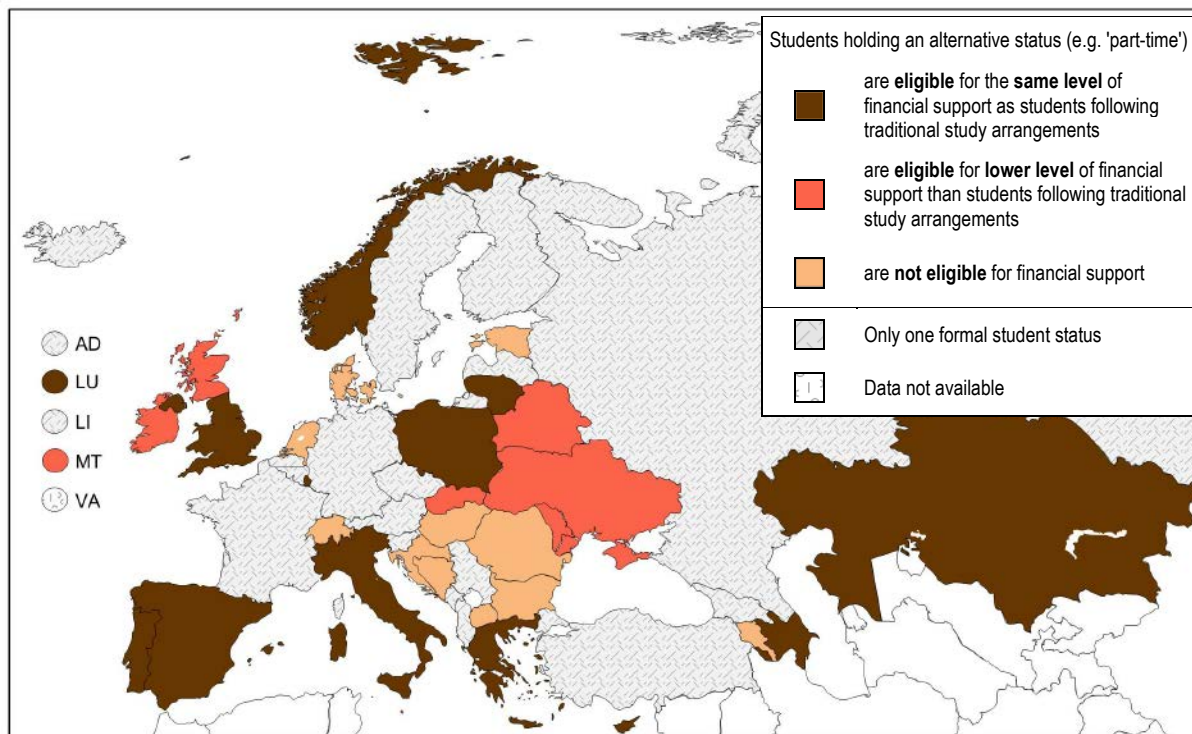 Students holding an alternative status (e.g. 'part-time')
are eligible for the same level of
financial support as students following
traditional study arrangements
are eligible for lower level of financial
support than students following traditional
study arrangements
are not eligible for financial support
Only one formal student status
Data not available
AD
LU
LI
MT
VA